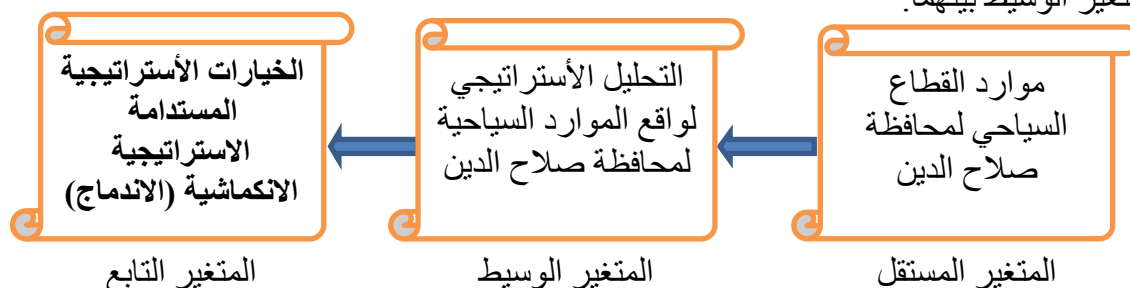 المتغير الوسيط بينهما.
موارد القطاع
السياحي لمحافظة
صلاح الدين
التحليل الأستراتيجي
لواقع الموارد السياحية
لمحافظة صلاح الدين
الخيارات الأستراتيجية
المستدامة
الاستراتيجية
الانكماشية (الاندماج)
المتغير المستقل
المتغير الوسيط
المتغير التابع